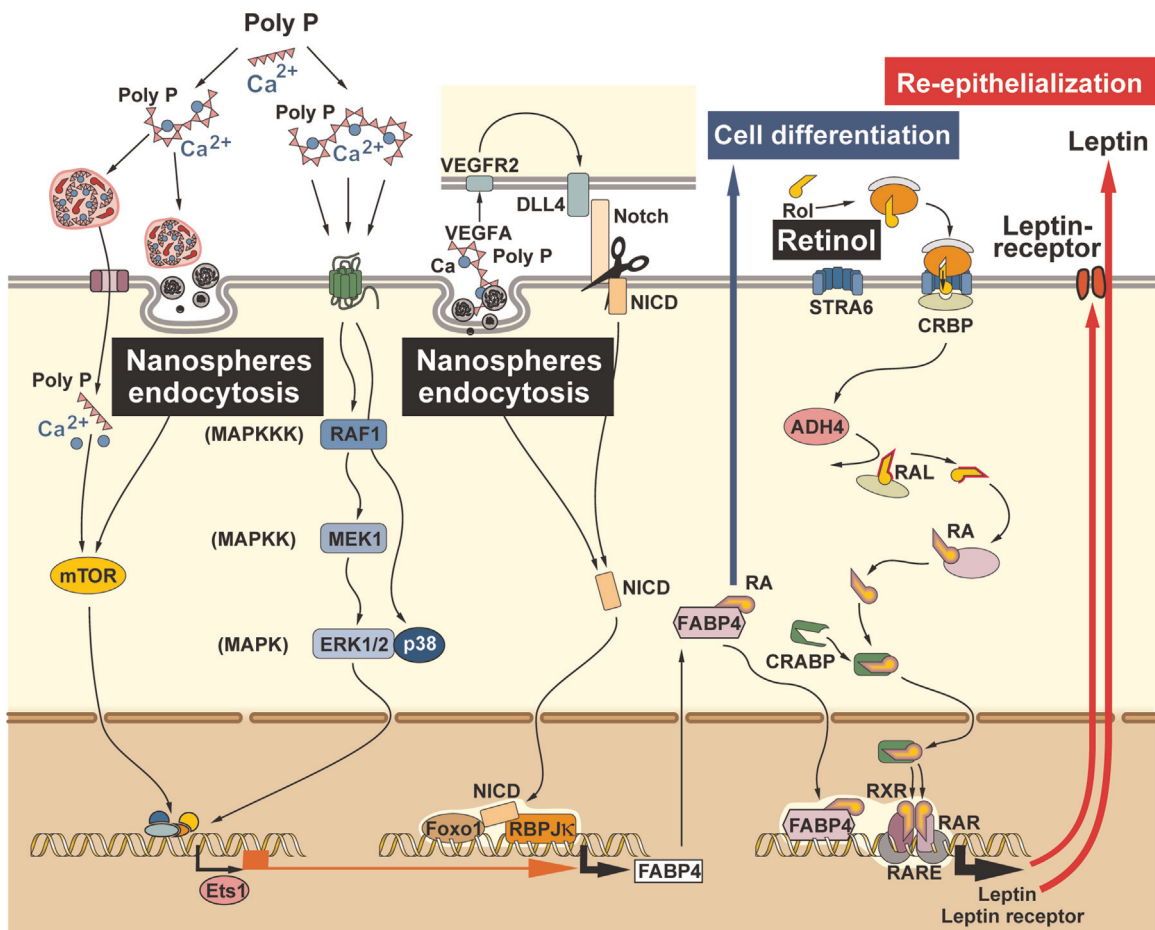 Poly P
Ca2+
Poly P
Ca2+
Poly P
Ca2+
Re-epithelialization
Cell differentiation
Leptin
VEGFR2
DLL4
Notch
Rol
Retinol
Leptin-
receptor
VEGFA
Ca
Poly P
NICD
STRA6
CRBP
Nanospheres
endocytosis
Nanospheres
endocytosis
Poly P
Ca2+
(MAPKKK)
RAF1
ADH4
RAL
(MAPKK)
MEK1
RA
mTOR
NICD
RA
FABP4
(MAPK)
ERK1/2
p38
CRABP
NICD
Foxo1
RBPJκ
RXR
FABP4
RAR
RARE
Ets1
FABP4
Leptin
Leptin receptor